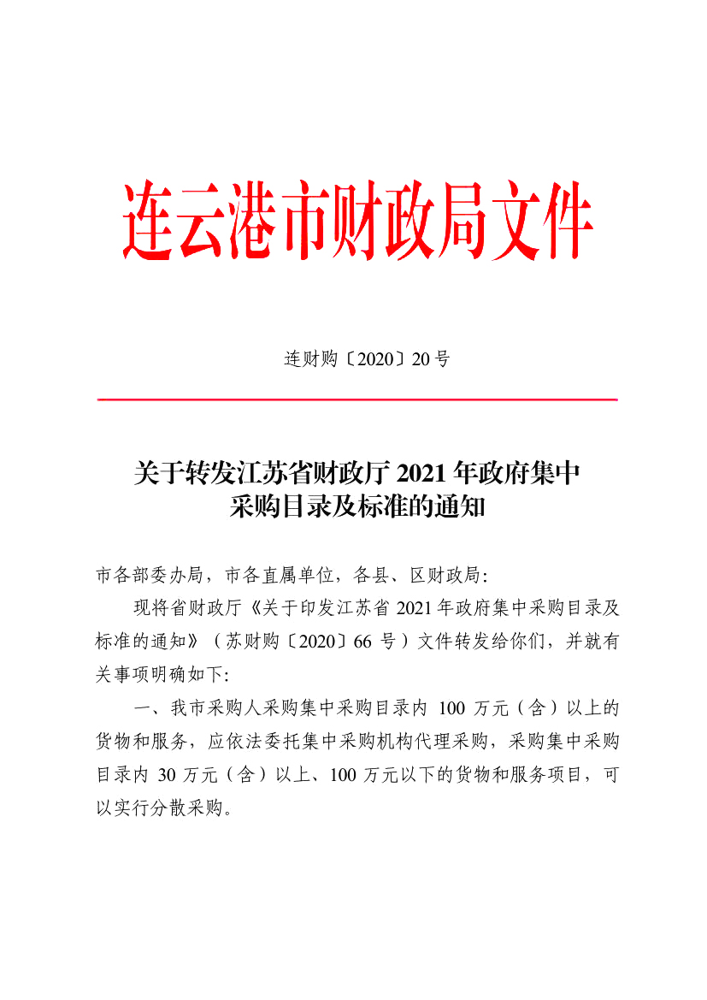 连云港市财政局文件
连财购〔2020〕20号
关于转发江苏省财政厅 2021 年政府集中
采购目录及标准的通知
市各部委办局，市各直属单位，各县、区财政局：
现将省财政厅《关于印发江苏省 2021 年政府集中采购目录及
标准的通知》（苏财购〔2020〕66 号）文件转发给你们，并就有
关事项明确如下：
一、我市采购人采购集中采购目录内 100 万元（含）以上的
货物和服务，应依法委托集中采购机构代理采购，采购集中采购
目录内 30 万元（含）以上、100 万元以下的货物和服务项目，可
以实行分散采购。